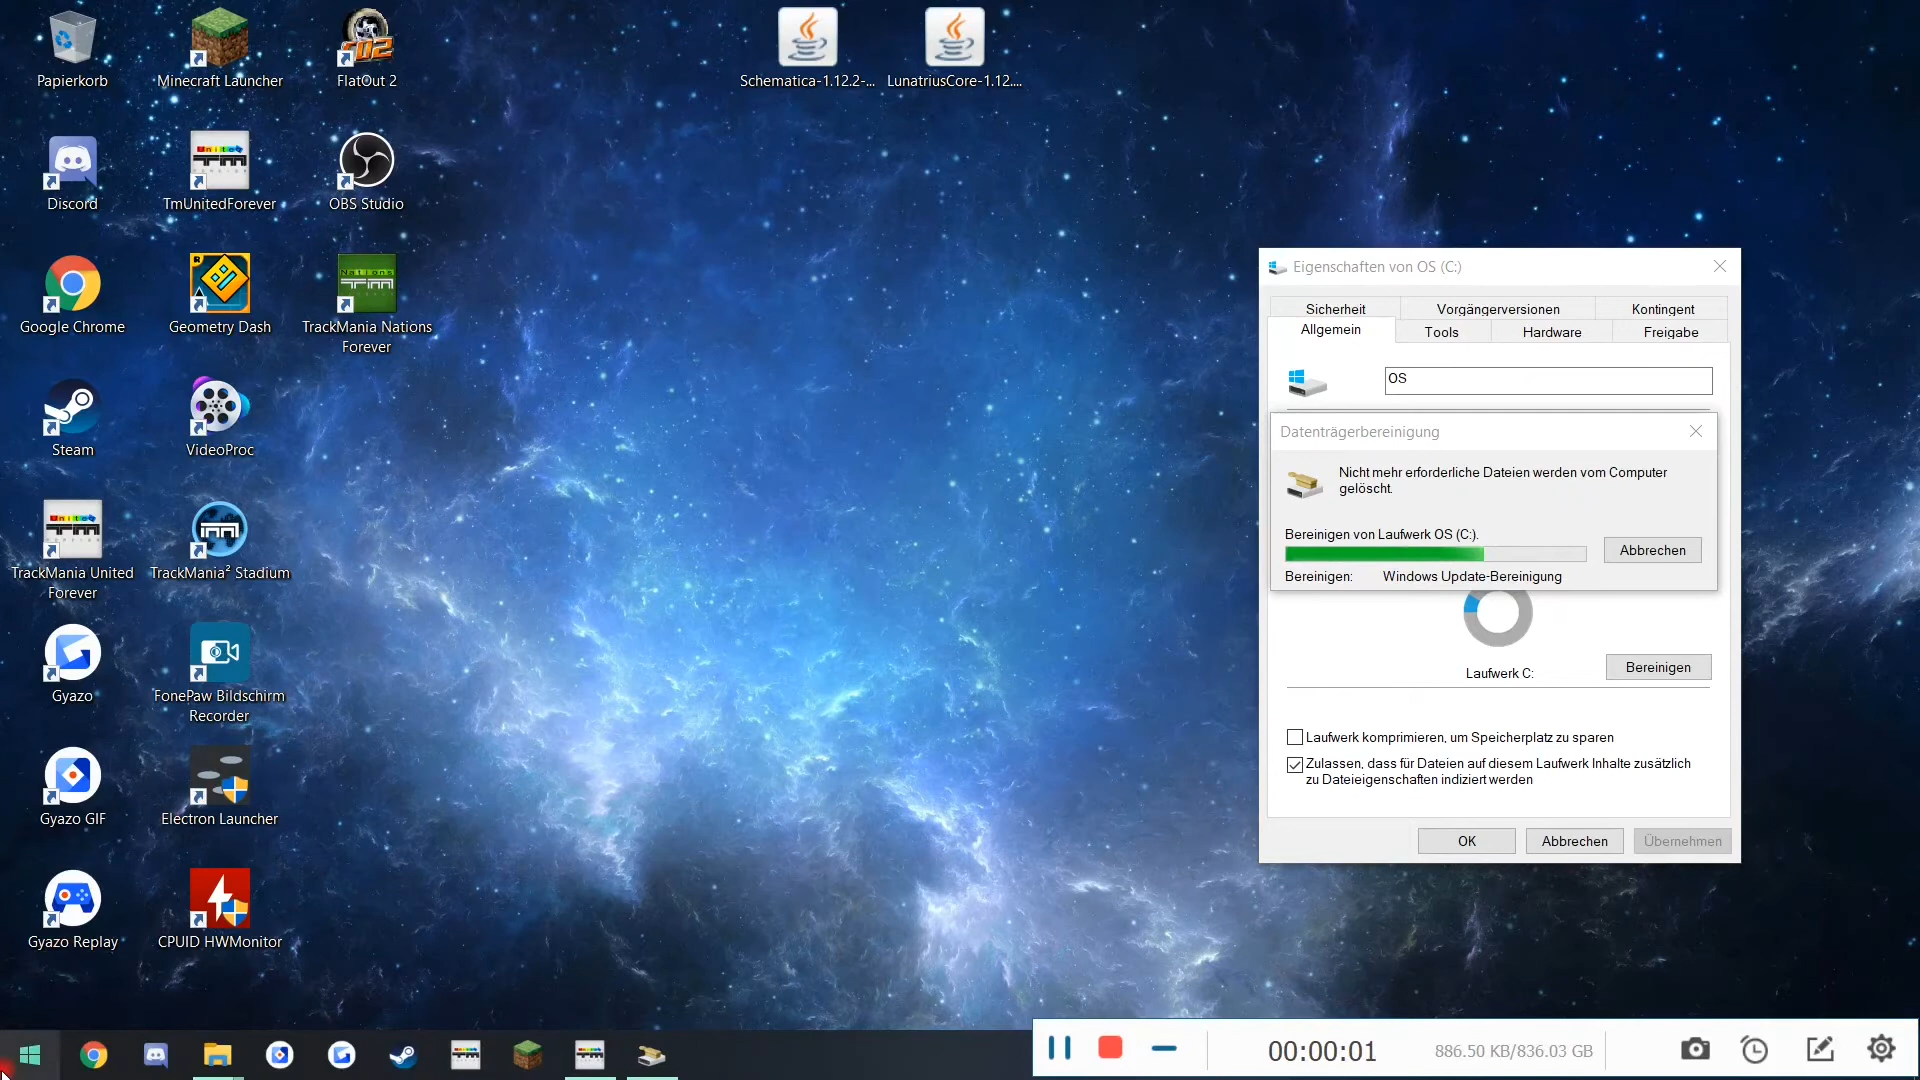 Papierkorb
Minecraft Launcher
FlatOut 2
Schematica-1.12.2-...
LunatriusCore-1.12....
Discord
TmUnitedForever
OBS Studio
Google Chrome
Geometry Dash
TrackMania Nations
Forever
Steam
VideoProc
TrackMania United
Forever
TrackMania² Stadium
Gyazo
FonePaw Bildschirm
Recorder
Gyazo GIF
Electron Launcher
Gyazo Replay
CPUID HWMonitor
Eigenschaften von OS (C:)
Sicherheit
Vorgängerversionen
Kontingent
Allgemein
Tools
Hardware
Freigabe
OS
Datenträgerbereinigung
Nicht mehr erforderliche Dateien werden vom Computer
gelöscht.
Bereinigen von Laufwerk OS (C:).
Abbrechen
Bereinigen: Windows Update-Bereinigung
Laufwerk C:
Bereinigen
Laufwerk komprimieren, um Speicherplatz zu sparen
Zulassen, dass für Dateien auf diesem Laufwerk Inhalte zusätzlich
zu Dateieigenschaften indiziert werden
OK
Abbrechen
Übernehmen
00:00:01
886.50 KB/836.03 GB